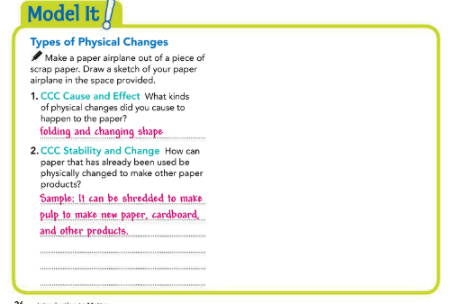 Model It!
Types of Physical Changes
Make a paper airplane out of a piece of
scrap paper. Draw a sketch of your paper
airplane in the space provided.
1. CCC Cause and Effect What kinds
of physical changes did you cause to
happen to the paper?
folding and changing shape
2. CCC Stability and Change How can
paper that has already been used be
physically changed to make other paper
products?
Sample: It can be shredded to make
pulp to make new paper, cardboard,
and other products.